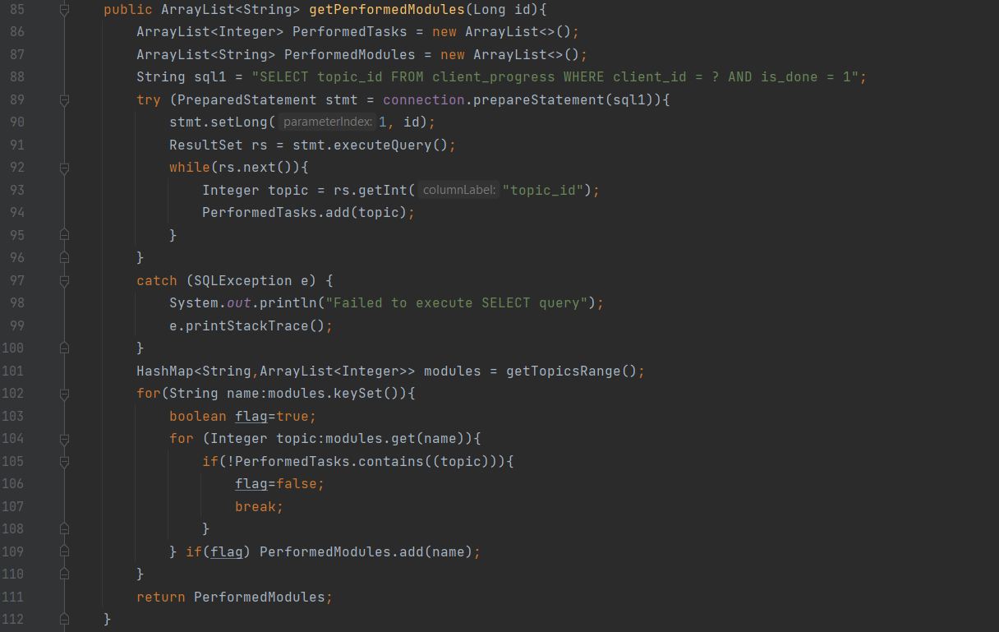 85 public ArrayList<String> getPerformedModules(Long id){
86 ArrayList<Integer> PerformedTasks = new ArrayList<>();
87 ArrayList<String> PerformedModules = new ArrayList<>();
88 String sql1 = "SELECT topic_id FROM client_progress WHERE client_id = ? AND is_done = 1";
89 try (PreparedStatement stmt = connection.prepareStatement(sql1)){
90 stmt.setLong( parameterIndex: 1, id);
91 ResultSet rs = stmt.executeQuery();
92 while(rs.next()){
93 Integer topic = rs.getInt( columnLabel: "topic_id");
94 PerformedTasks.add(topic);
95 }
96 }
97 catch (SQLException e) {
98 System.out.println("Failed to execute SELECT query");
99 e.printStackTrace();
100 }
101 HashMap<String,ArrayList<Integer>> modules = getTopicsRange();
102 for(String name:modules.keySet()){
103 boolean flag=true;
104 for (Integer topic:modules.get(name)){
105 if(!PerformedTasks.contains((topic))){
106 flag=false;
107 break;
108 }
109 } if(flag) PerformedModules.add(name);
110 }
111 return PerformedModules;
112 }